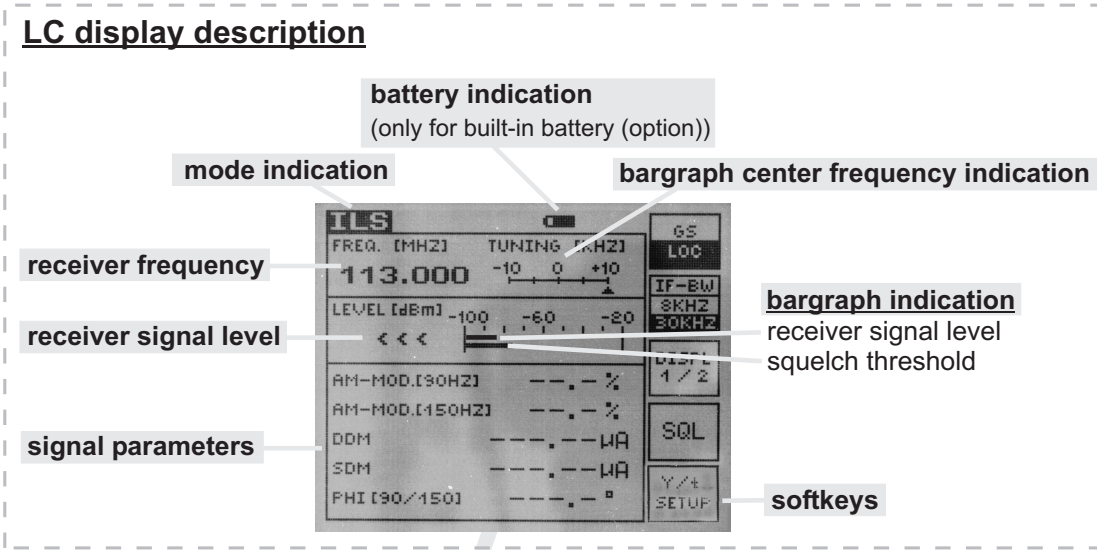 LC display description
battery indication
(only for built-in battery (option))
mode indication
bargraph center frequency indication
receiver frequency
receiver signal level
signal parameters
ILS
FREQ. [MHZ] TUNING [KHZ]
113.000 -10 0 +10
LEVEL [dBm] -100 -60 -20
<<<
AM-MOD.[90HZ] --.-%
AM-MOD.[150HZ] --.-%
DDM ---.--µA
SDM ---.--µA
PHI [90/150] ---.-°
GS
LOC
IF-BW
8KHZ
30KHZ
DISPL
1/2
SQL
Y/t
SETUP
bargraph indication
receiver signal level
squelch threshold
softkeys